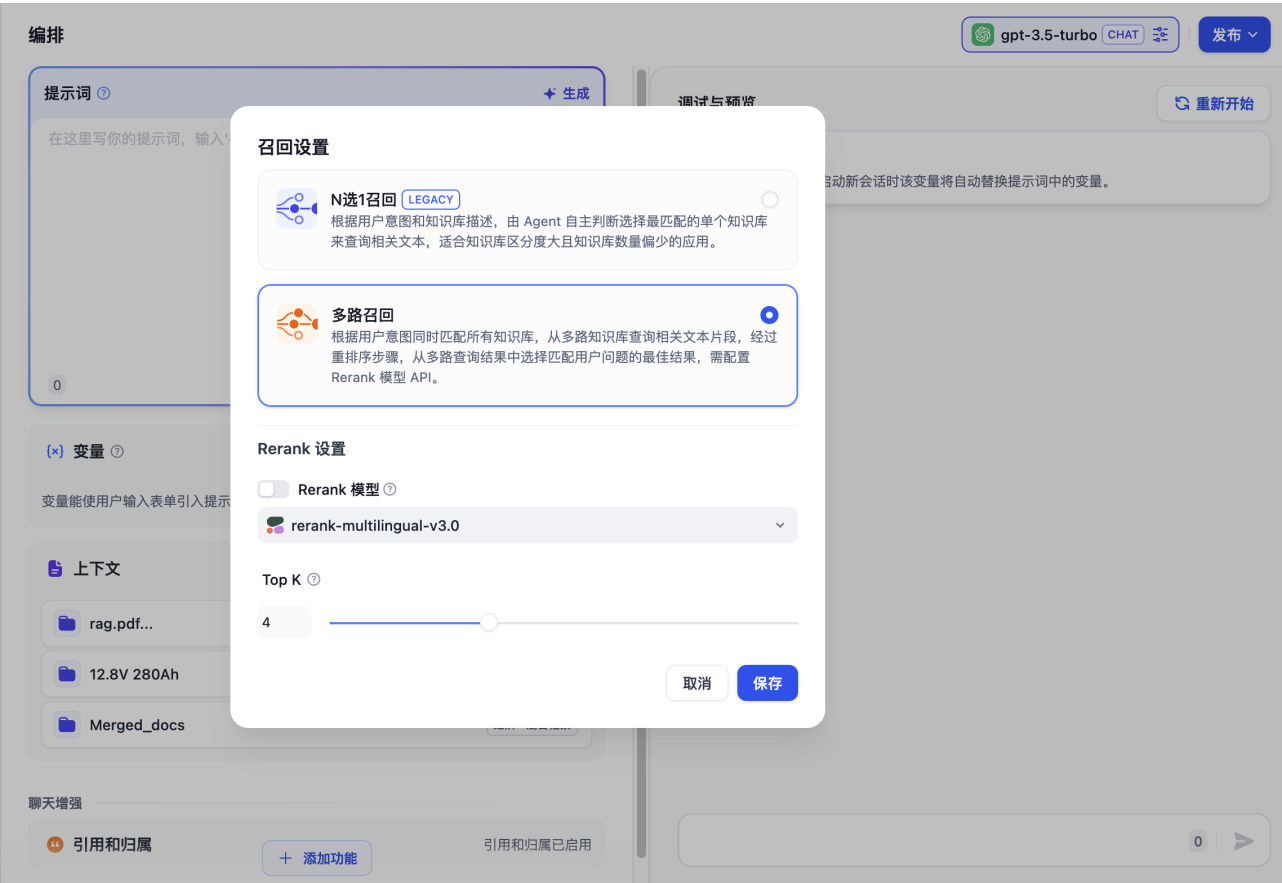 编排
gpt-3.5-turbo CHAT
发布
提示词
生成
在这里写你的提示词，输入'
0
变量
变量能使用户输入表单引入提示
上下文
rag.pdf...
12.8V 280Ah
Merged_docs
聊天增强
引用和归属
引用和归属已启用
添加功能
调试与预览
重新开始
启动新会话时该变量将自动替换提示词中的变量。
0
召回设置
N选1召回 LEGACY
根据用户意图和知识库描述，由 Agent 自主判断选择最匹配的单个知识库
来查询相关文本，适合知识库区分度大且知识库数量偏少的应用。
多路召回
根据用户意图同时匹配所有知识库，从多路知识库查询相关文本片段，经过
重排序步骤，从多路查询结果中选择匹配用户问题的最佳结果，需配置
Rerank 模型 API。
Rerank 设置
Rerank 模型
rerank-multilingual-v3.0
Top K
4
取消
保存